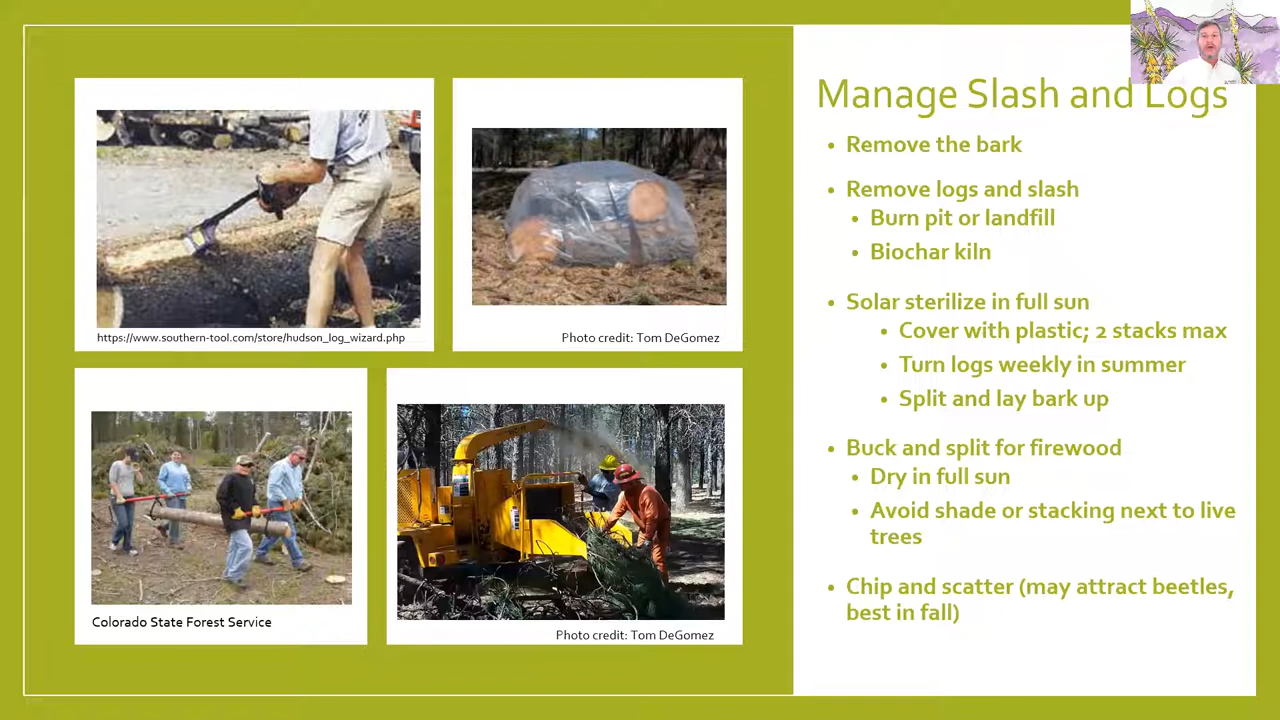 Manage Slash and Logs
• Remove the bark
• Remove logs and slash
• Burn pit or landfill
• Biochar kiln
• Solar sterilize in full sun
• Cover with plastic; 2 stacks max
• Turn logs weekly in summer
• Split and lay bark up
• Buck and split for firewood
• Dry in full sun
• Avoid shade or stacking next to live
trees
• Chip and scatter (may attract beetles,
best in fall)
https://www.southern-tool.com/store/hudson_log_wizard.php
Photo credit: Tom DeGomez
Colorado State Forest Service
Photo credit: Tom DeGomez